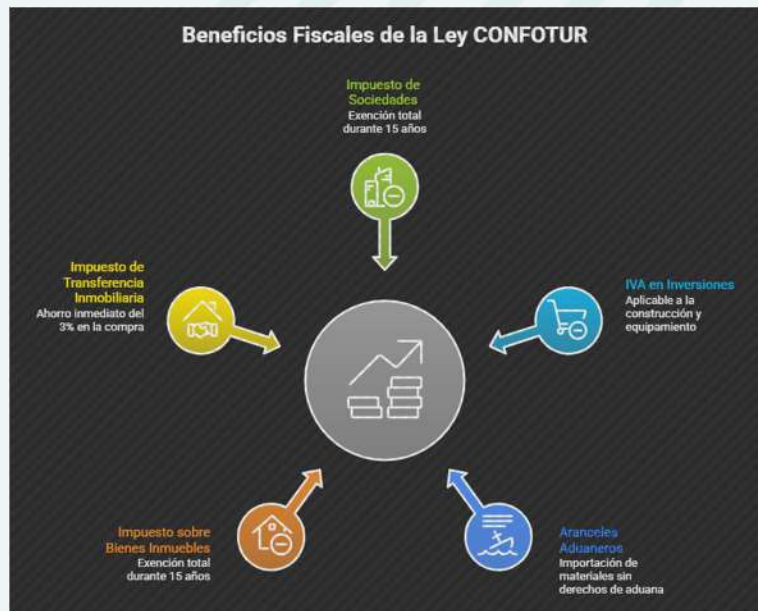 Beneficios Fiscales de la Ley CONFOTUR
Impuesto de
Sociedades
Exención total
durante 15 años
Impuesto de
Transferencia
Inmobiliaria
Ahorro inmediato del
3% en la compra
IVA en Inversiones
Aplicable a la
construcción y
equipamiento
Impuesto sobre
Bienes Inmuebles
Exención total
durante 15 años
Aranceles
Aduaneros
Importación de
materiales sin
derechos de aduana